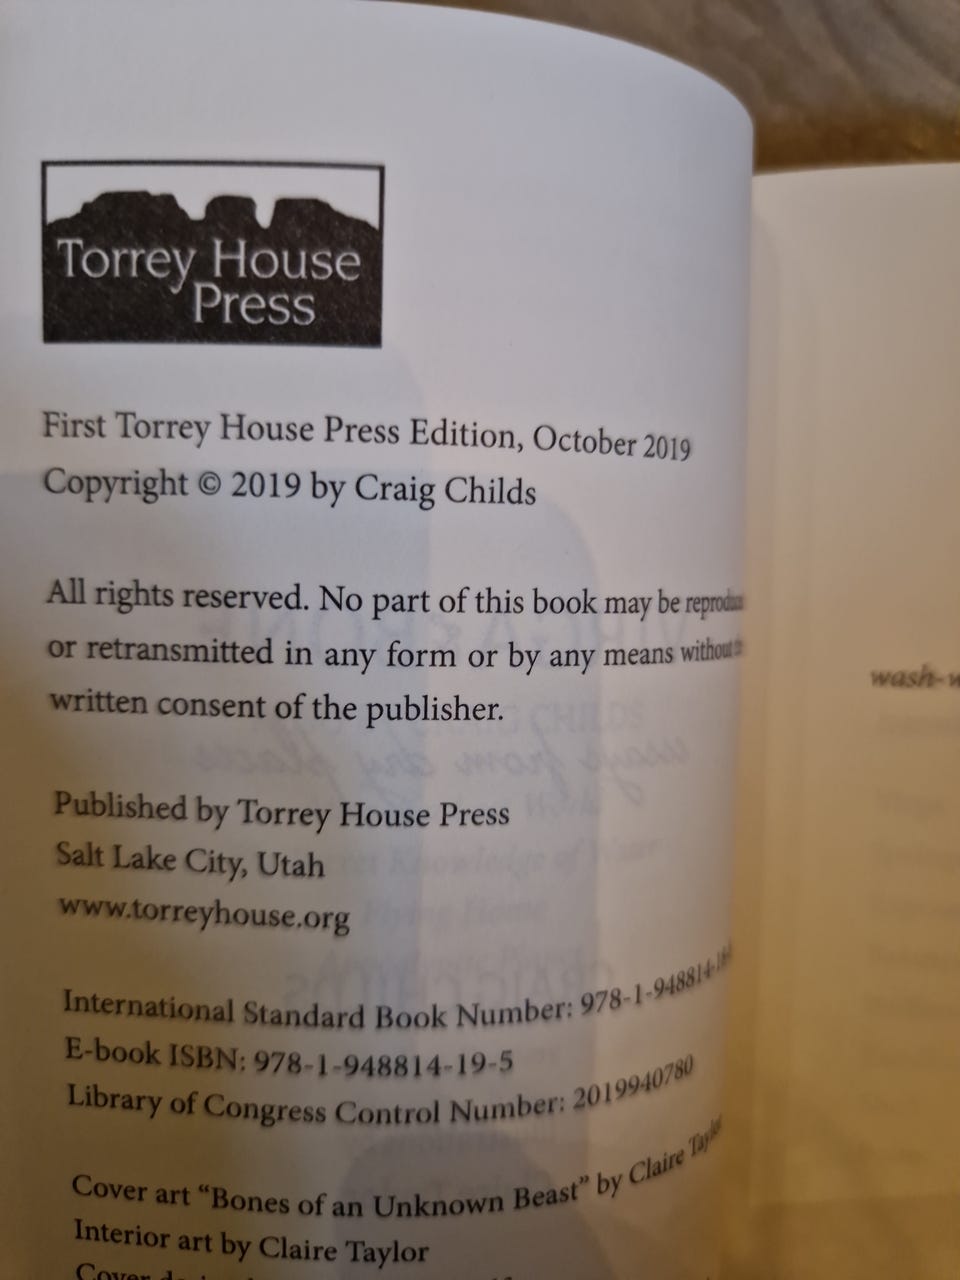 Torrey House
Press
First Torrey House Press Edition, October 2019
Copyright © 2019 by Craig Childs
All rights reserved. No part of this book may be
or retransmitted in any form or by any means without
written consent of the publisher.
Published by Torrey House Press
Salt Lake City, Utah
www.torreyhouse.org
International Standard Book Number:
E-book ISBN: 978-1-948814-19-5
Library of Congress Control Number: 2019940780
Cover art “Bones of an Unknown Beast” by Claire Taylor
Interior art by Claire Taylor
Cover